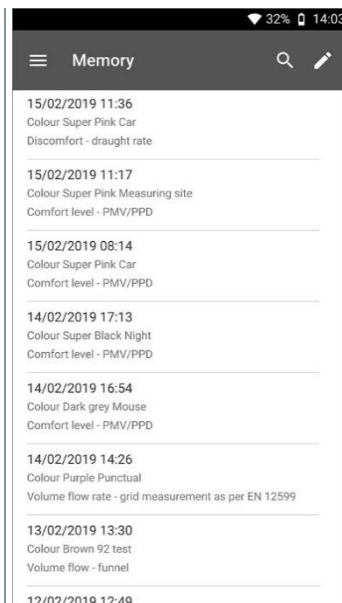 32% 14:03
Memory
15/02/2019 11:36
Colour Super Pink Car
Discomfort - draught rate
15/02/2019 11:17
Colour Super Pink Measuring site
Comfort level - PMV/PPD
15/02/2019 08:14
Colour Super Pink Car
Comfort level - PMV/PPD
14/02/2019 17:13
Colour Super Black Night
Comfort level - PMV/PPD
14/02/2019 16:54
Colour Dark grey Mouse
Comfort level - PMV/PPD
14/02/2019 14:26
Colour Purple Punctual
Volume flow rate - grid measurement as per EN 12599
13/02/2019 13:30
Colour Brown 92 test
Volume flow - funnel
12/02/2019 12:49